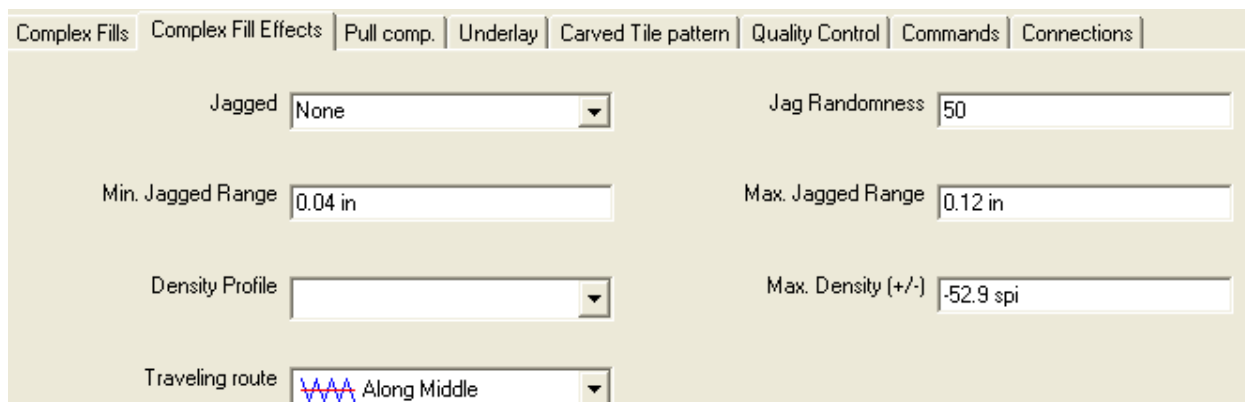 Complex Fills Complex Fill Effects Pull comp. Underlay Carved Tile pattern Quality Control Commands Connections
Jagged None Jag Randomness 50
Min. Jagged Range 0.04 in Max. Jagged Range 0.12 in
Density Profile Max. Density (+/-) -52.9 spi
Traveling route Along Middle